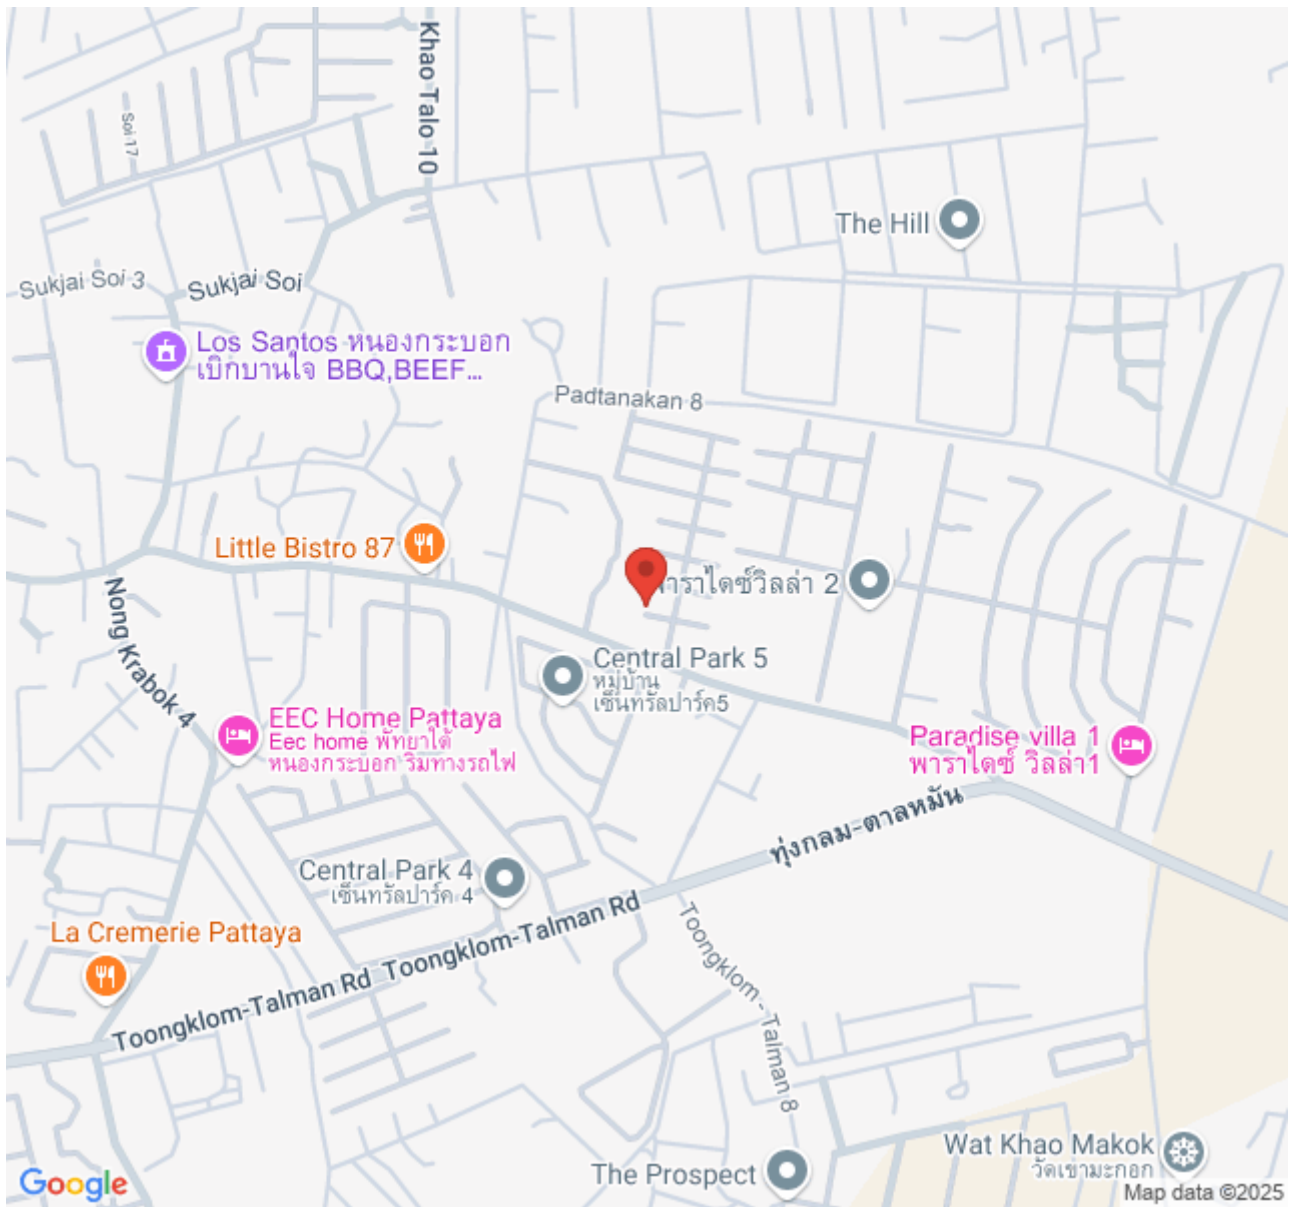 Khao Talo 10
Soi 17
The Hill
Sukjai Soi 3
Sukjai Soi
Los Santos หนองกระบอก
เบิกบานใจ BBQ,BEEF...
Padtanakan 8
Little Bistro 87
พาราไดซ์วิลล่า 2
Nong Krabok 4
Central Park 5
หมู่บ้าน
เซ็นทรัลปาร์ค5
EEC Home Pattaya
Eec home พัทยาใต้
หนองกระบอก ริมทางรถไฟ
Paradise villa 1
พาราไดซ์ วิลล่า1
ทุ่งกลม-ตาลหมัน
Central Park 4
เซ็นทรัลปาร์ค 4
La Cremerie Pattaya
Toongklom-Talman Rd
Toongklom-Talman Rd
Toongklom - Talman 8
Wat Khao Makok
วัดเขามะกอก
The Prospect
Google
Map data ©2025